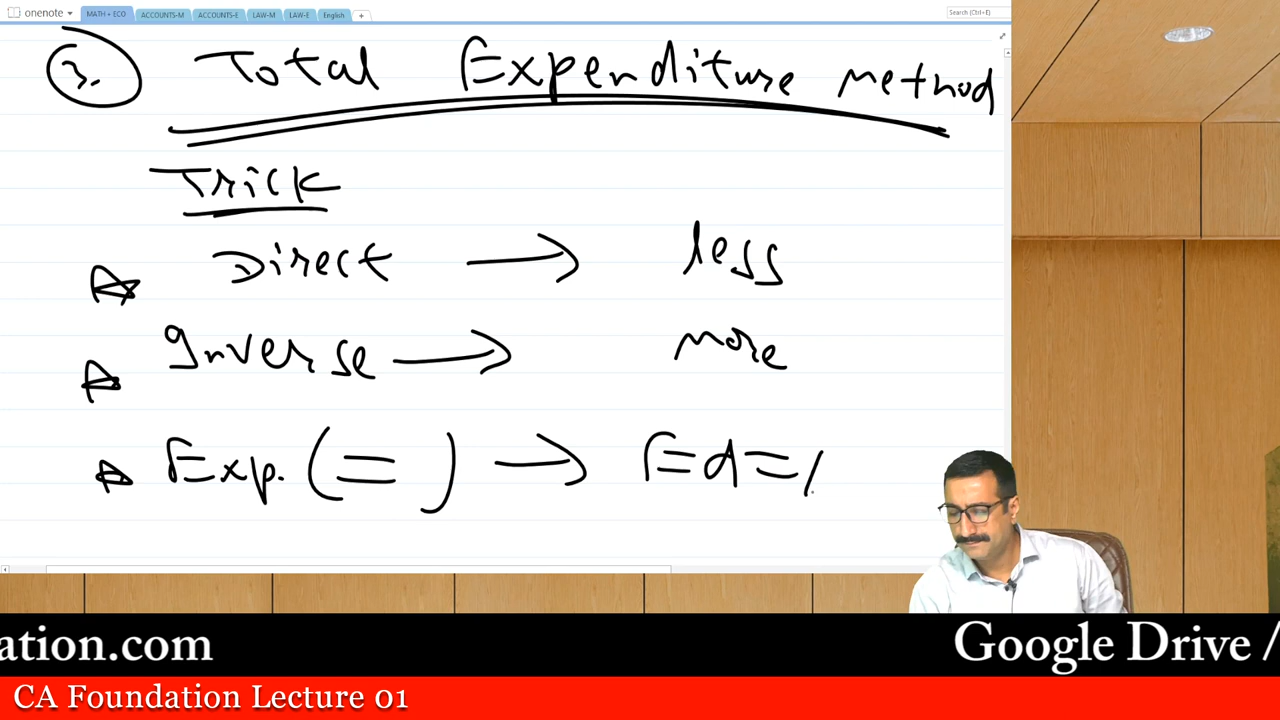 onenote MATH + ECO ACCOUNTS-M ACCOUNTS-E LAW-M LAW-E English + Search (Ctrl+E)
3. Total Expenditure method
Trick
Direct → less
Inverse → more
Exp. (= ) → Ed=1
ation.com Google Drive /
CA Foundation Lecture 01